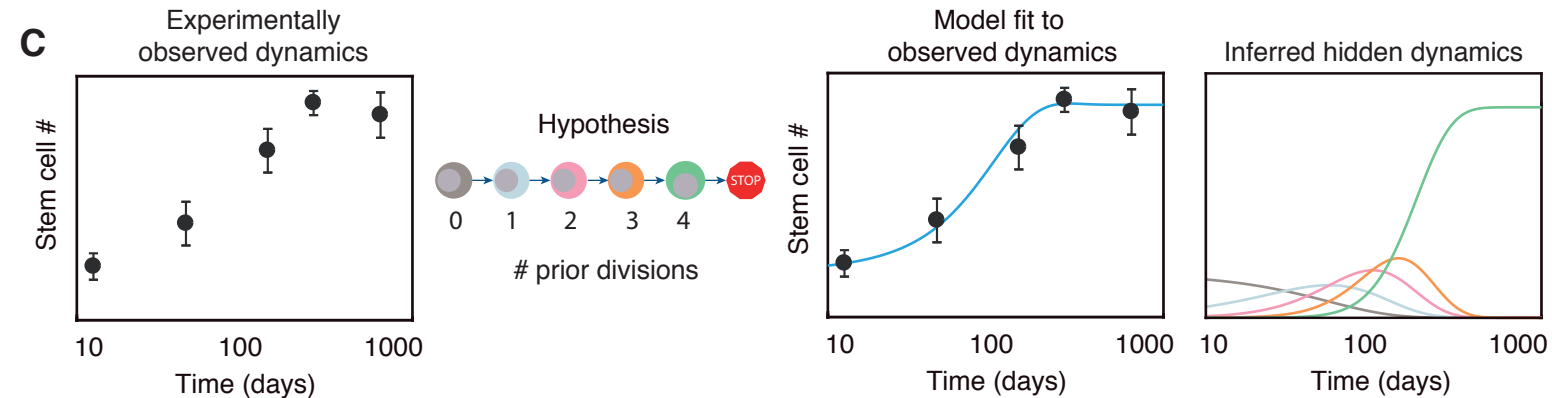 C
Experimentally
observed dynamics
Stem cell #
10 100 1000
Time (days)
Hypothesis
STOP
0 1 2 3 4
# prior divisions
Model fit to
observed dynamics
Stem cell #
10 100 1000
Time (days)
Inferred hidden dynamics
10 100 1000
Time (days)